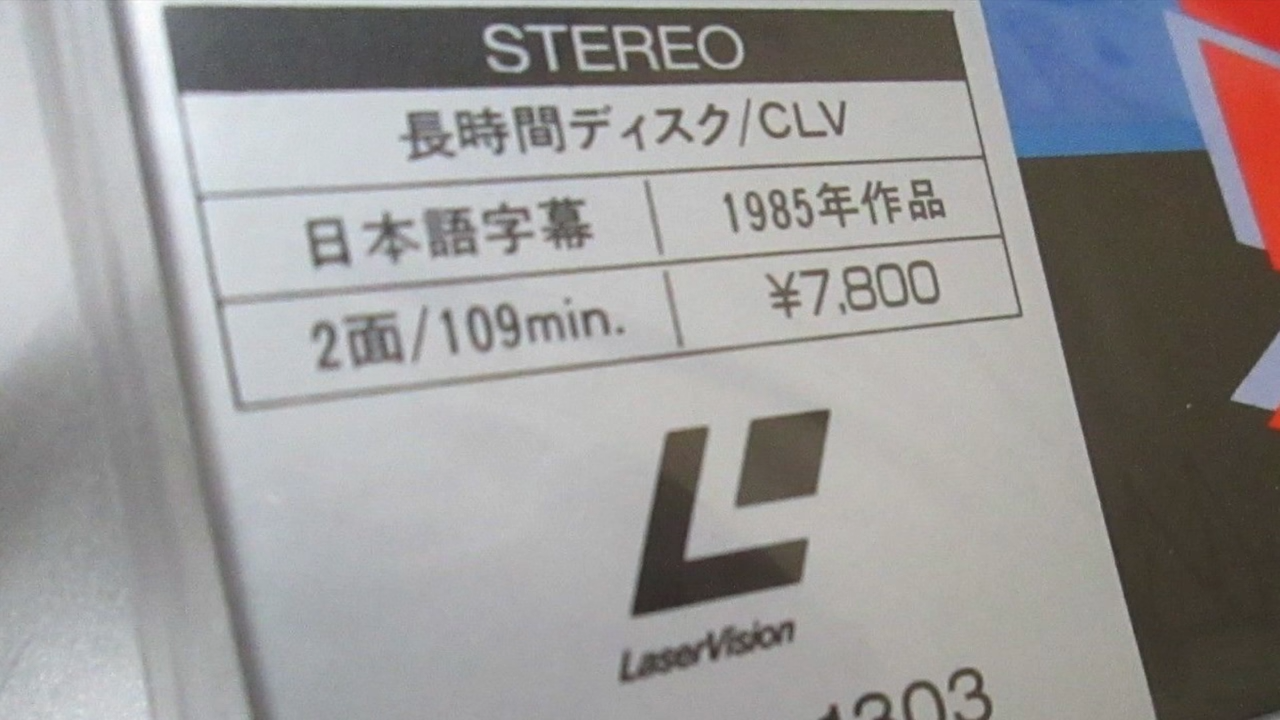 STEREO
長時間ディスク/CLV
日本語字幕 1985年作品
2面/109min. ¥7,800
LaserVision
1303